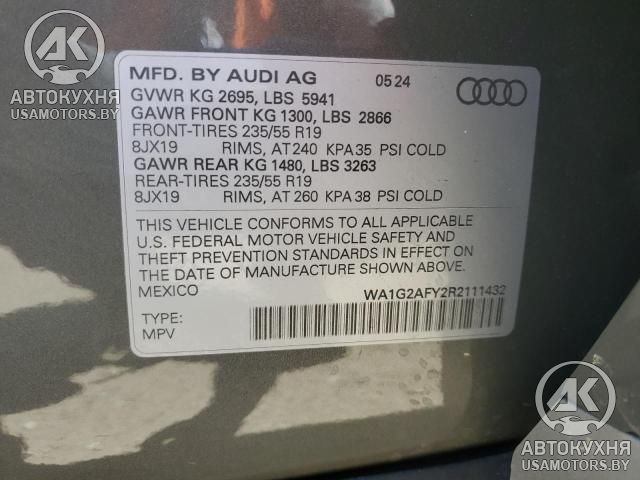 MFD. BY AUDI AG 05 24
GVWR KG 2695, LBS 5941
GAWR FRONT KG 1300, LBS 2866
FRONT-TIRES 235/55 R19
8JX19 RIMS, AT 240 KPA 35 PSI COLD
GAWR REAR KG 1480, LBS 3263
REAR-TIRES 235/55 R19
8JX19 RIMS, AT 260 KPA 38 PSI COLD
THIS VEHICLE CONFORMS TO ALL APPLICABLE
U.S. FEDERAL MOTOR VEHICLE SAFETY AND
THEFT PREVENTION STANDARDS IN EFFECT ON
THE DATE OF MANUFACTURE SHOWN ABOVE.
MEXICO WA1G2AFY2R2111432
TYPE:
MPV
АК
АВТОКУХНЯ
USAMOTORS.BY
АК
АВТОКУХНЯ
USAMOTORS.BY